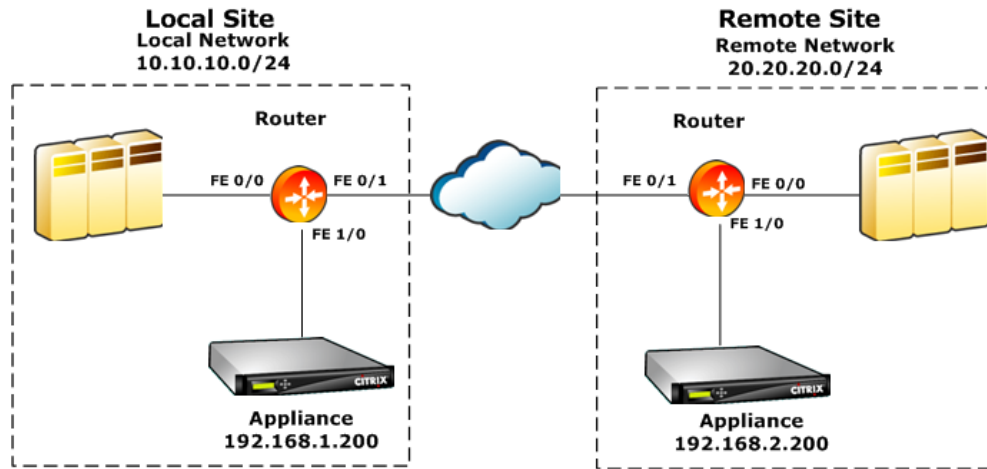 Local Site
Local Network
10.10.10.0/24
Router
FE 0/0
FE 0/1
FE 1/0
CITRIX
Appliance
192.168.1.200
Remote Site
Remote Network
20.20.20.0/24
Router
FE 0/1
FE 0/0
FE 1/0
CITRIX
Appliance
192.168.2.200